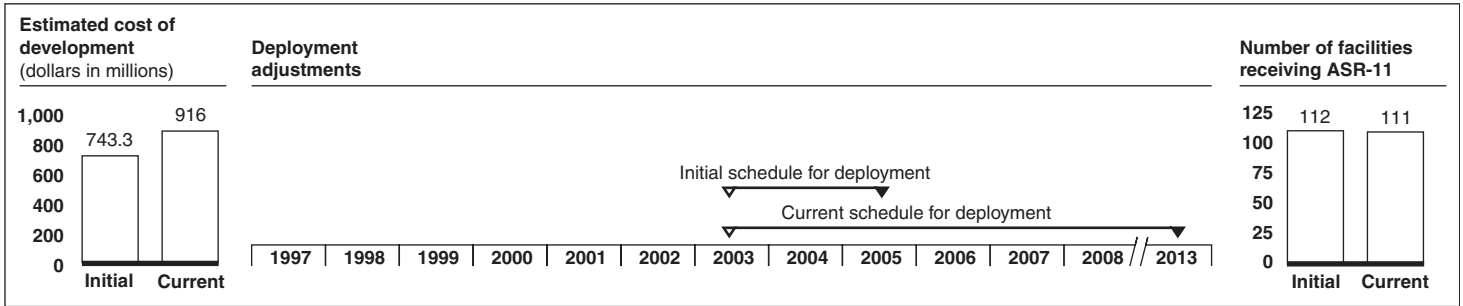 Estimated cost of
development
(dollars in millions)
1,000
800
600
400
200
0
743.3
916
Initial
Current
Deployment
adjustments
Initial schedule for deployment
Current schedule for deployment
1997 1998 1999 2000 2001 2002 2003 2004 2005 2006 2007 2008 // 2013
Number of facilities
receiving ASR-11
125
100
75
50
25
0
112
111
Initial
Current